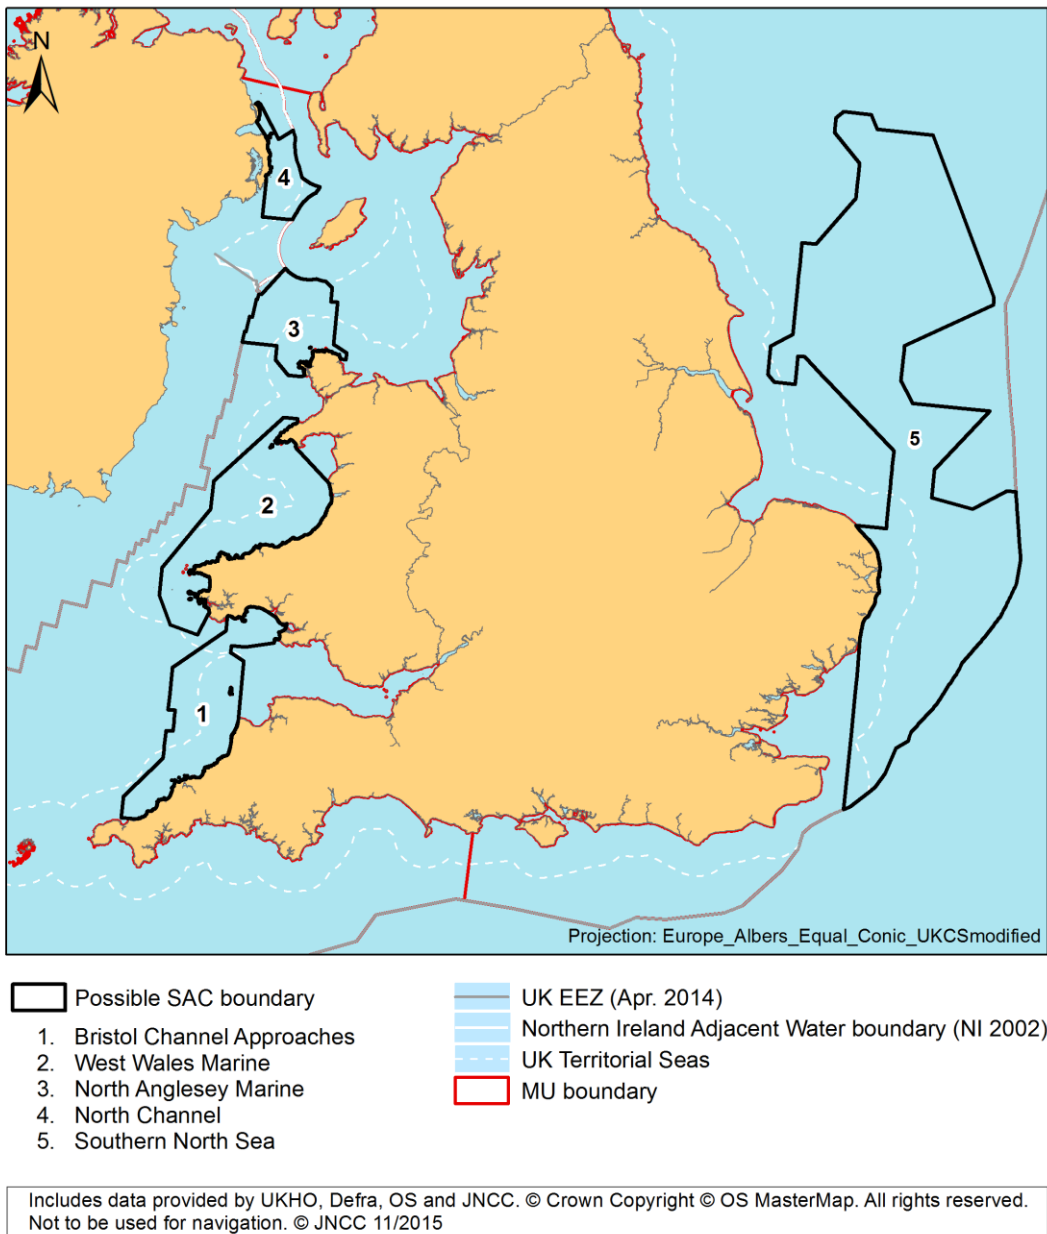 N
4
3
2
1
5
Projection: Europe_Albers_Equal_Conic_UKCSmodified
Possible SAC boundary
1. Bristol Channel Approaches
2. West Wales Marine
3. North Anglesey Marine
4. North Channel
5. Southern North Sea
UK EEZ (Apr. 2014)
Northern Ireland Adjacent Water boundary (NI 2002)
UK Territorial Seas
MU boundary
Includes data provided by UKHO, Defra, OS and JNCC. © Crown Copyright © OS MasterMap. All rights reserved.
Not to be used for navigation. © JNCC 11/2015